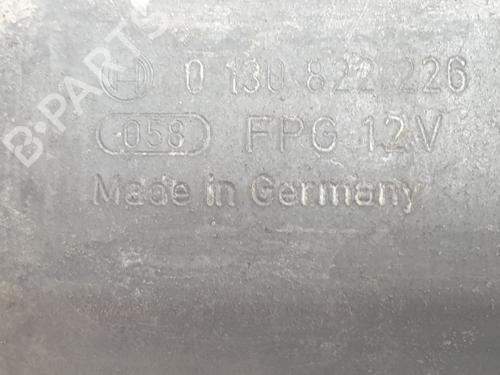 B-PARTS
0 130 822 226
058 FPG 12V
Made in Germany